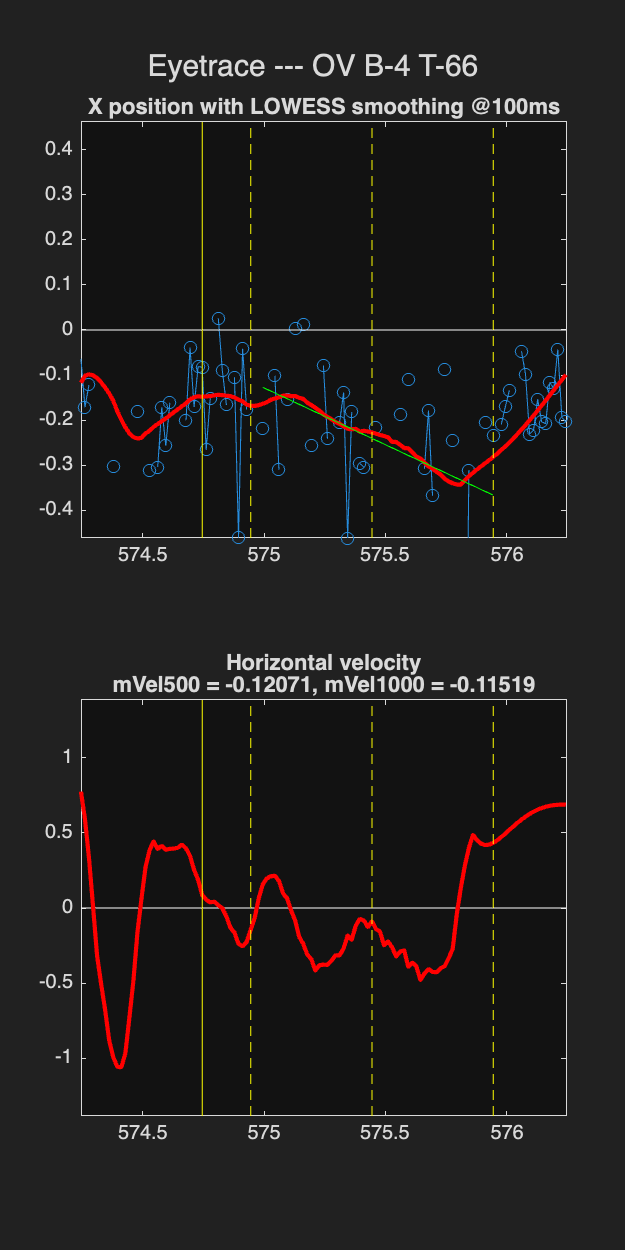 Eyetrace --- OV B-4 T-66
X position with LOWESS smoothing @100ms
0.4
0.3
0.2
0.1
0
-0.1
-0.2
-0.3
-0.4
574.5 575 575.5 576
Horizontal velocity
mVel500 = -0.12071, mVel1000 = -0.11519
1
0.5
0
-0.5
-1
574.5 575 575.5 576